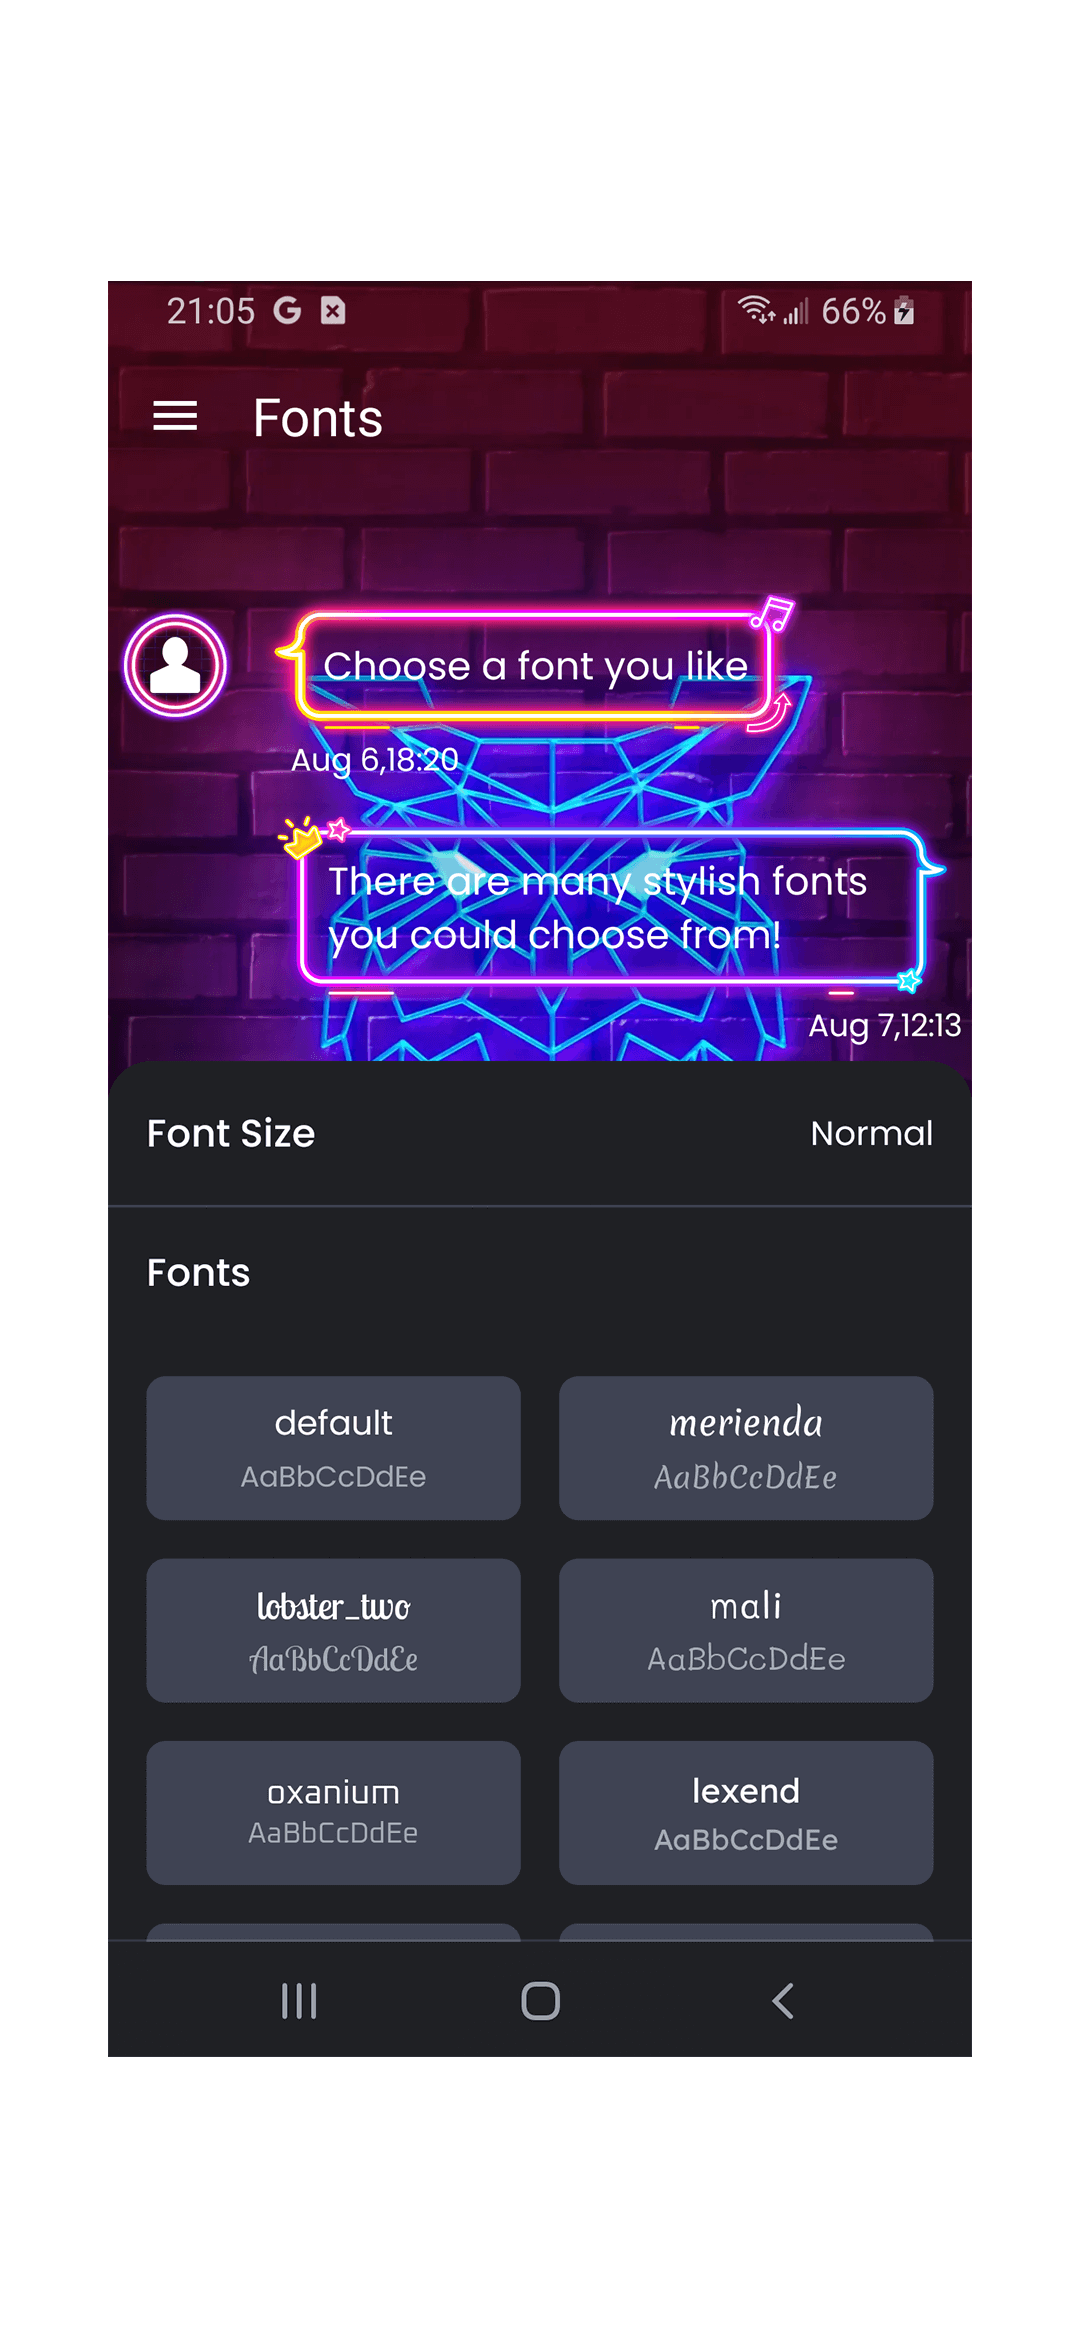 21:05 G 66%
Fonts
Choose a font you like
Aug 6,18:20
There are many stylish fonts
you could choose from!
Aug 7,12:13
Font Size Normal
Fonts
default
AaBbCcDdEe
merienda
AaBbCcDdEe
lobster_two
AaBbCcDdEe
mali
AaBbCcDdEe
oxanium
AaBbCcDdEe
lexend
AaBbCcDdEe